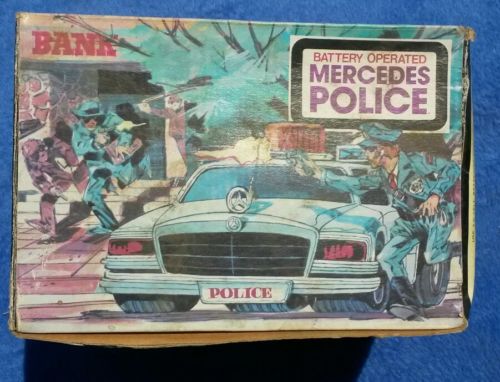 BANK
BATTERY OPERATED
MERCEDES
POLICE
POLICE